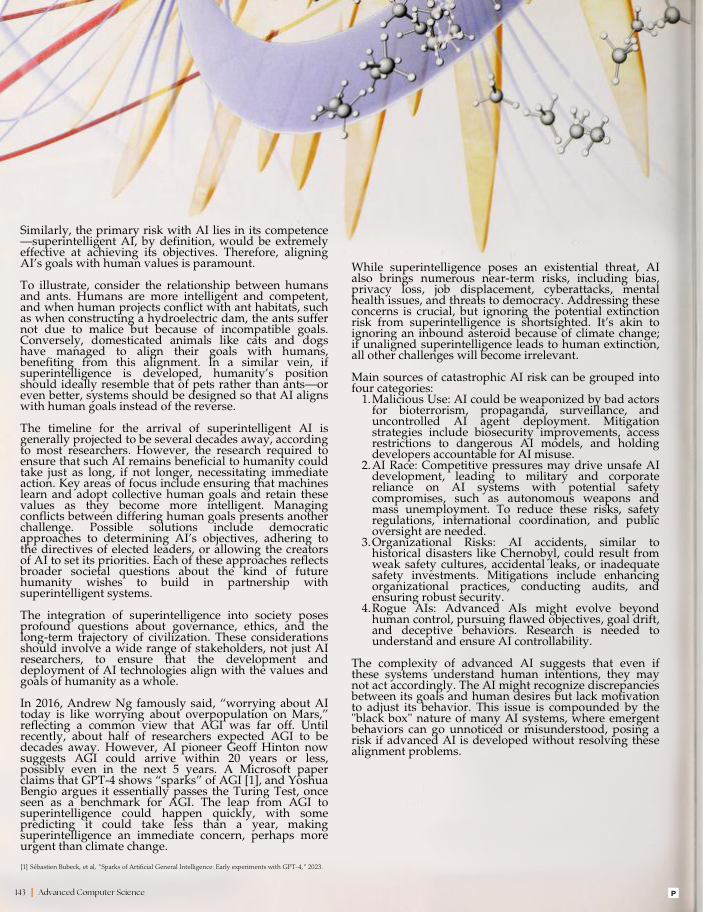 Similarly, the primary risk with AI lies in its competence
—superintelligent AI, by definition, would be extremely
effective at achieving its objectives. Therefore, aligning
AI's goals with human values is paramount.
To illustrate, consider the relationship between humans
and ants. Humans are more intelligent and competent,
and when human projects conflict with ant habitats, such
as when constructing a hydroelectric dam, the ants suffer
not due to malice but because of incompatible goals.
Conversely, domesticated animals like cats and dogs
have managed to align their goals with humans,
benefiting from this alignment. In a similar vein, if
superintelligence is developed, humanity's position
should ideally resemble that of pets rather than ants—or
even better, systems should be designed so that AI aligns
with human goals instead of the reverse.
The timeline for the arrival of superintelligent AI is
generally projected to be several decades away, according
to most researchers. However, the research required to
ensure that such AI remains beneficial to humanity could
take just as long, if not longer, necessitating immediate
action. Key areas of focus include ensuring that machines
learn and adopt collective human goals and retain these
values as they become more intelligent. Managing
conflicts between differing human goals presents another
challenge. Possible solutions include democratic
approaches to determining AI's objectives, adhering to
the directives of elected leaders, or allowing the creators
of AI to set its priorities. Each of these approaches reflects
broader societal questions about the kind of future
humanity wishes to build in partnership with
superintelligent systems.
The integration of superintelligence into society poses
profound questions about governance, ethics, and the
long-term trajectory of civilization. These considerations
should involve a wide range of stakeholders, not just AI
researchers, to ensure that the development and
deployment of AI technologies align with the values and
goals of humanity as a whole.
In 2016, Andrew Ng famously said, "worrying about AI
today is like worrying about overpopulation on Mars,"
reflecting a common view that AGI was far off. Until
recently, about half of researchers expected AGI to be
decades away. However, AI pioneer Geoff Hinton now
suggests AGI could arrive within 20 years or less,
possibly even in the next 5 years. A Microsoft paper
claims that GPT-4 shows "sparks" of AGI [1], and Yoshua
Bengio argues it essentially passes the Turing Test, once
seen as a benchmark for AGI. The leap from AGI to
superintelligence could happen quickly, with some
predicting it could take less than a year, making
superintelligence an immediate concern, perhaps more
urgent than climate change.
[1] Sébastien Bubeck, et al, "Sparks of Artificial General Intelligence: Early experiments with GPT-4," 2023.
While superintelligence poses an existential threat, AI
also brings numerous near-term risks, including bias,
privacy loss, job displacement, cyberattacks, mental
health issues, and threats to democracy. Addressing these
concerns is crucial, but ignoring the potential extinction
risk from superintelligence is shortsighted. It's akin to
ignoring an inbound asteroid because of climate change;
if unaligned superintelligence leads to human extinction,
all other challenges will become irrelevant.
Main sources of catastrophic AI risk can be grouped into
four categories:
1.Malicious Use: AI could be weaponized by bad actors
for bioterrorism, propaganda, surveillance, and
uncontrolled AI agent deployment. Mitigation
strategies include biosecurity improvements, access
restrictions to dangerous AI models, and holding
developers accountable for AI misuse.
2.AI Race: Competitive pressures may drive unsafe AI
development, leading to military and corporate
reliance on AI systems with potential safety
compromises, such as autonomous weapons and
mass unemployment. To reduce these risks, safety
regulations, international coordination, and public
oversight are needed.
3.Organizational Risks: AI accidents, similar to
historical disasters like Chernobyl, could result from
weak safety cultures, accidental leaks, or inadequate
safety investments. Mitigations include enhancing
organizational practices, conducting audits, and
ensuring robust security.
4.Rogue AIs: Advanced AIs might evolve beyond
human control, pursuing flawed objectives, goal drift,
and deceptive behaviors. Research is needed to
understand and ensure AI controllability.
The complexity of advanced AI suggests that even if
these systems understand human intentions, they may
not act accordingly. The AI might recognize discrepancies
between its goals and human desires but lack motivation
to adjust its behavior. This issue is compounded by the
"black box" nature of many AI systems, where emergent
behaviors can go unnoticed or misunderstood, posing a
risk if advanced AI is developed without resolving these
alignment problems.
143 | Advanced Computer Science
P